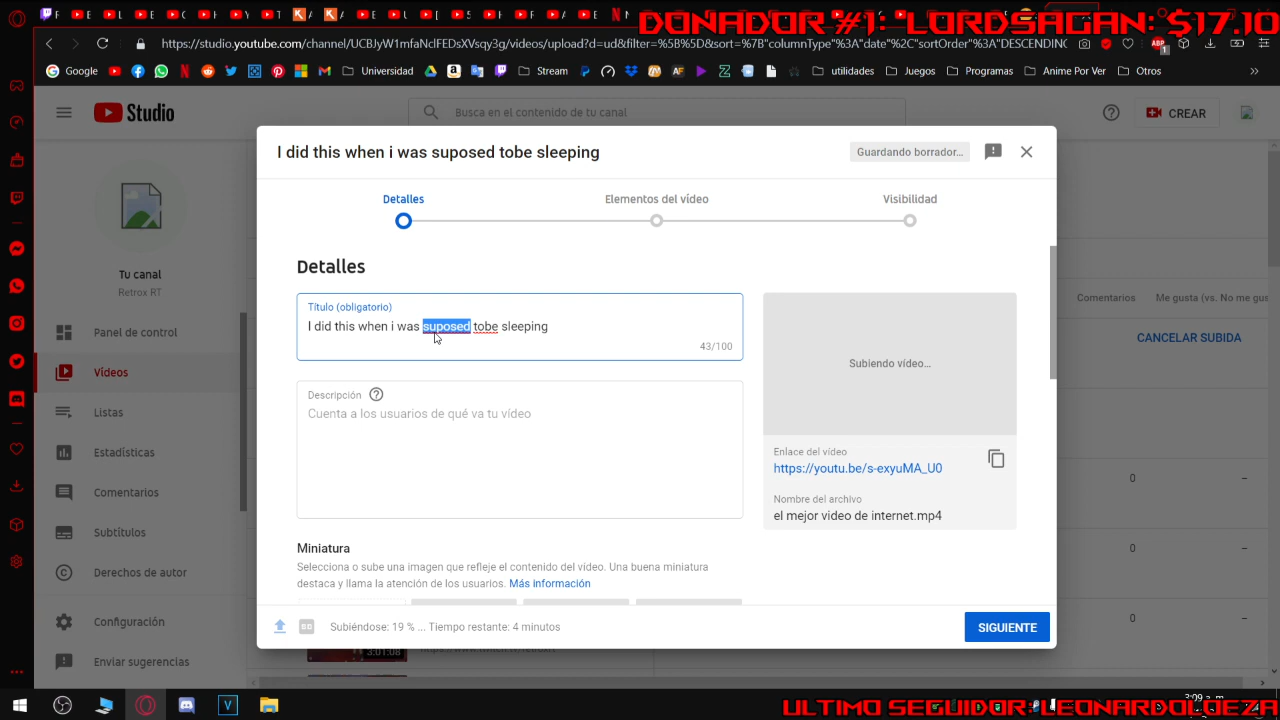 DONADOR #1: LORDSAGAN: $17.10
https://studio.youtube.com/channel/UCBJyW1mfaNclFEDsXVsqy3g/videos/upload?d=ud&filter=%5B%5D&sort=%7B"columnType"%3A"date"%2C"sortOrder"%3A"DESCENDING
Google
Universidad
Stream
utilidades
Juegos
Programas
Anime Por Ver
Otros
Studio
Busca en el contenido de tu canal
CREAR
I did this when i was suposed tobe sleeping
Guardando borrador...
Detalles
Elementos del vídeo
Visibilidad
Tu canal
Retrox RT
Detalles
Título (obligatorio)
I did this when i was suposed tobe sleeping
43/100
Subiendo vídeo...
Comentarios
Me gusta (vs. No me gus
CANCELAR SUBIDA
Panel de control
Vídeos
Listas
Estadísticas
Comentarios
Subtítulos
Derechos de autor
Configuración
Enviar sugerencias
Descripción
Cuenta a los usuarios de qué va tu vídeo
Enlace del vídeo
https://youtu.be/s-exyuMA_U0
Nombre del archivo
el mejor video de internet.mp4
0
–
0
–
0
–
Miniatura
Selecciona o sube una imagen que refleje el contenido del vídeo. Una buena miniatura
destaca y llama la atención de los usuarios. Más información
Subiéndose: 19 % ... Tiempo restante: 4 minutos
SIGUIENTE
3:01:08
3:09 a. m.
ULTIMO SEGUIDOR:LEONARDOLOEZA